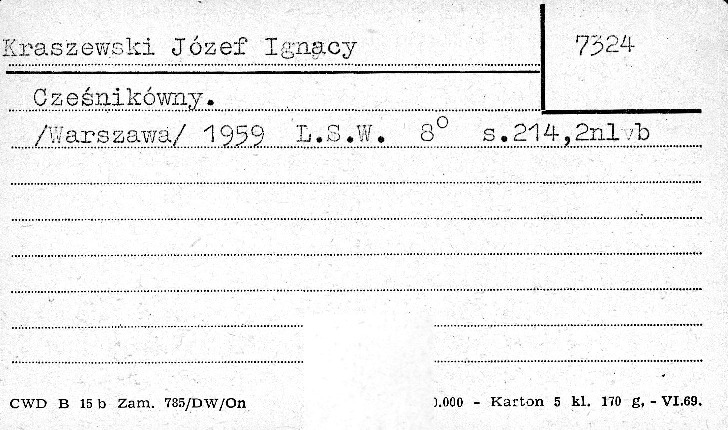 Kraszewski Józef Ignacy 7324
Cześnikówny.
/Warszawa/ 1959 L.S.W. 8° s.214,2nlvb
CWD B 15 b Zam. 785/DW/On .000 - Karton 5 kl. 170 g, - VI.69.